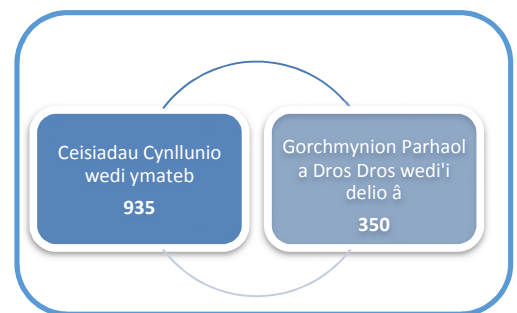 Ceisiadau Cynllunio
wedi ymateb
935
Gorchmynion Parhaol
a Dros Dros wedi'i
delio â
350